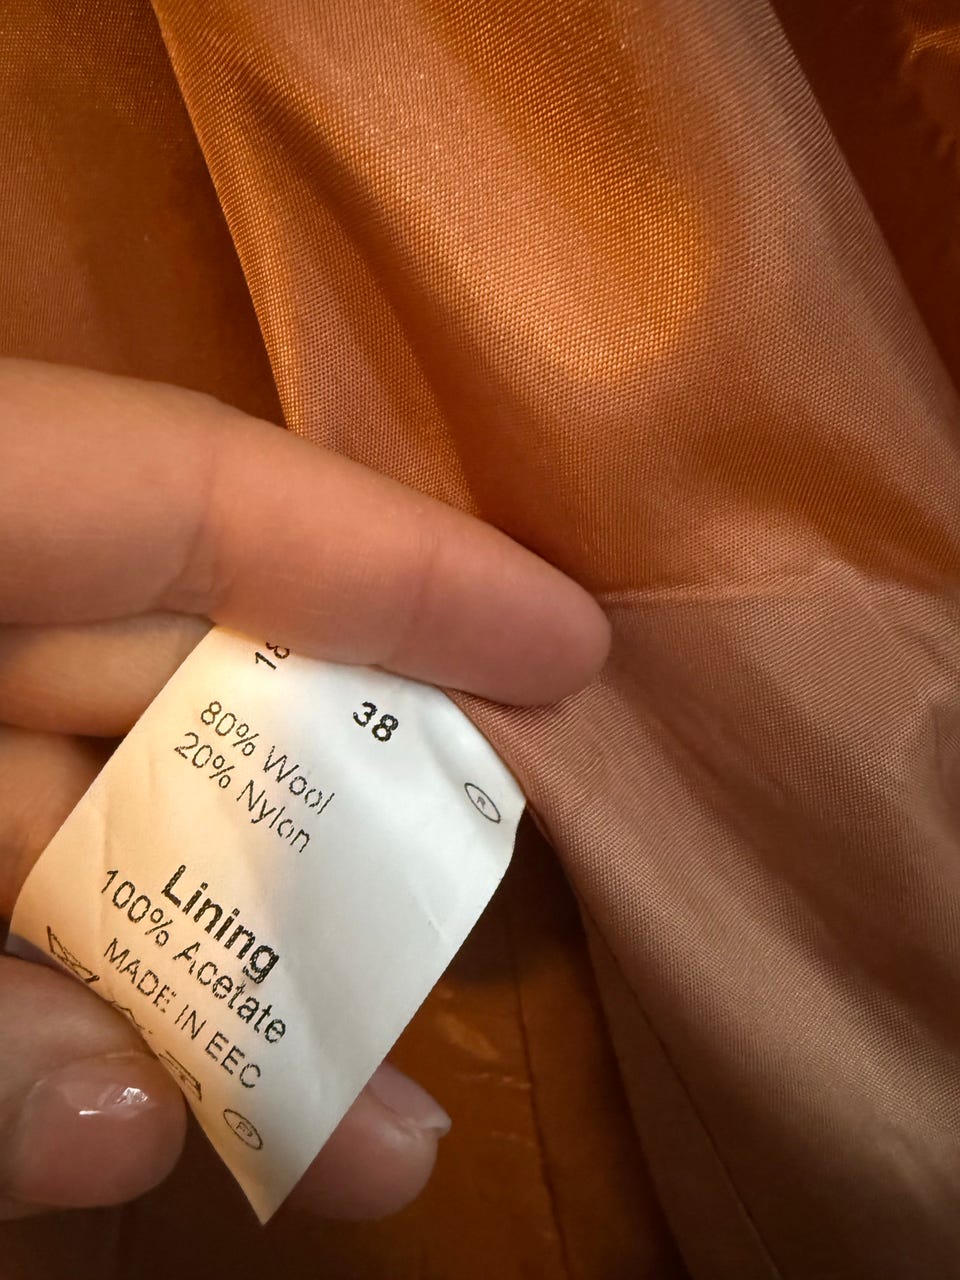 38
80% Wool
20% Nylon
Lining
100% Acetate
MADE IN EEC